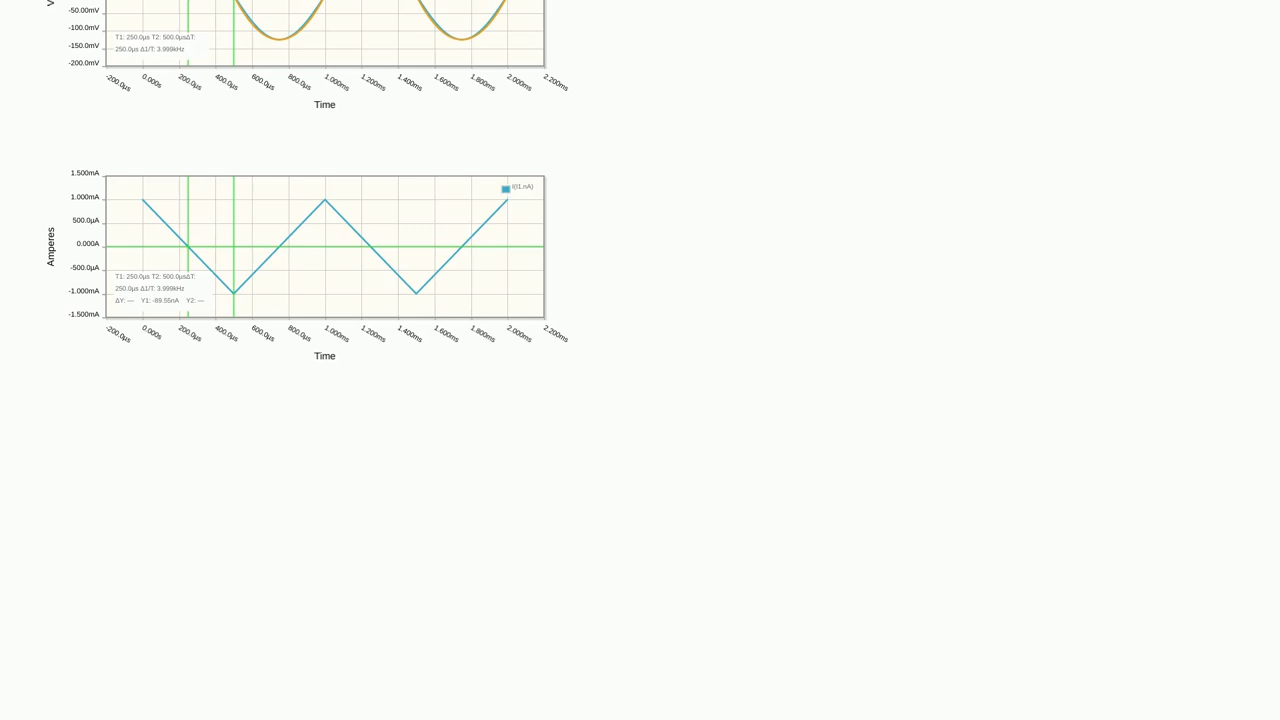 V
-50.00mV
-100.0mV
-150.0mV
-200.0mV
T1: 250.0µs T2: 500.0µsΔT:
250.0µs Δ1/T: 3.999kHz
-200.0µs 0.000s 200.0µs 400.0µs 600.0µs 800.0µs 1.000ms 1.200ms 1.400ms 1.600ms 1.800ms 2.000ms 2.200ms
Time
1.500mA
1.000mA
500.0µA
0.000A
-500.0µA
-1.000mA
-1.500mA
Amperes
I(I1.nA)
T1: 250.0µs T2: 500.0µsΔT:
250.0µs Δ1/T: 3.999kHz
ΔY: — Y1: -89.55nA Y2: —
-200.0µs 0.000s 200.0µs 400.0µs 600.0µs 800.0µs 1.000ms 1.200ms 1.400ms 1.600ms 1.800ms 2.000ms 2.200ms
Time